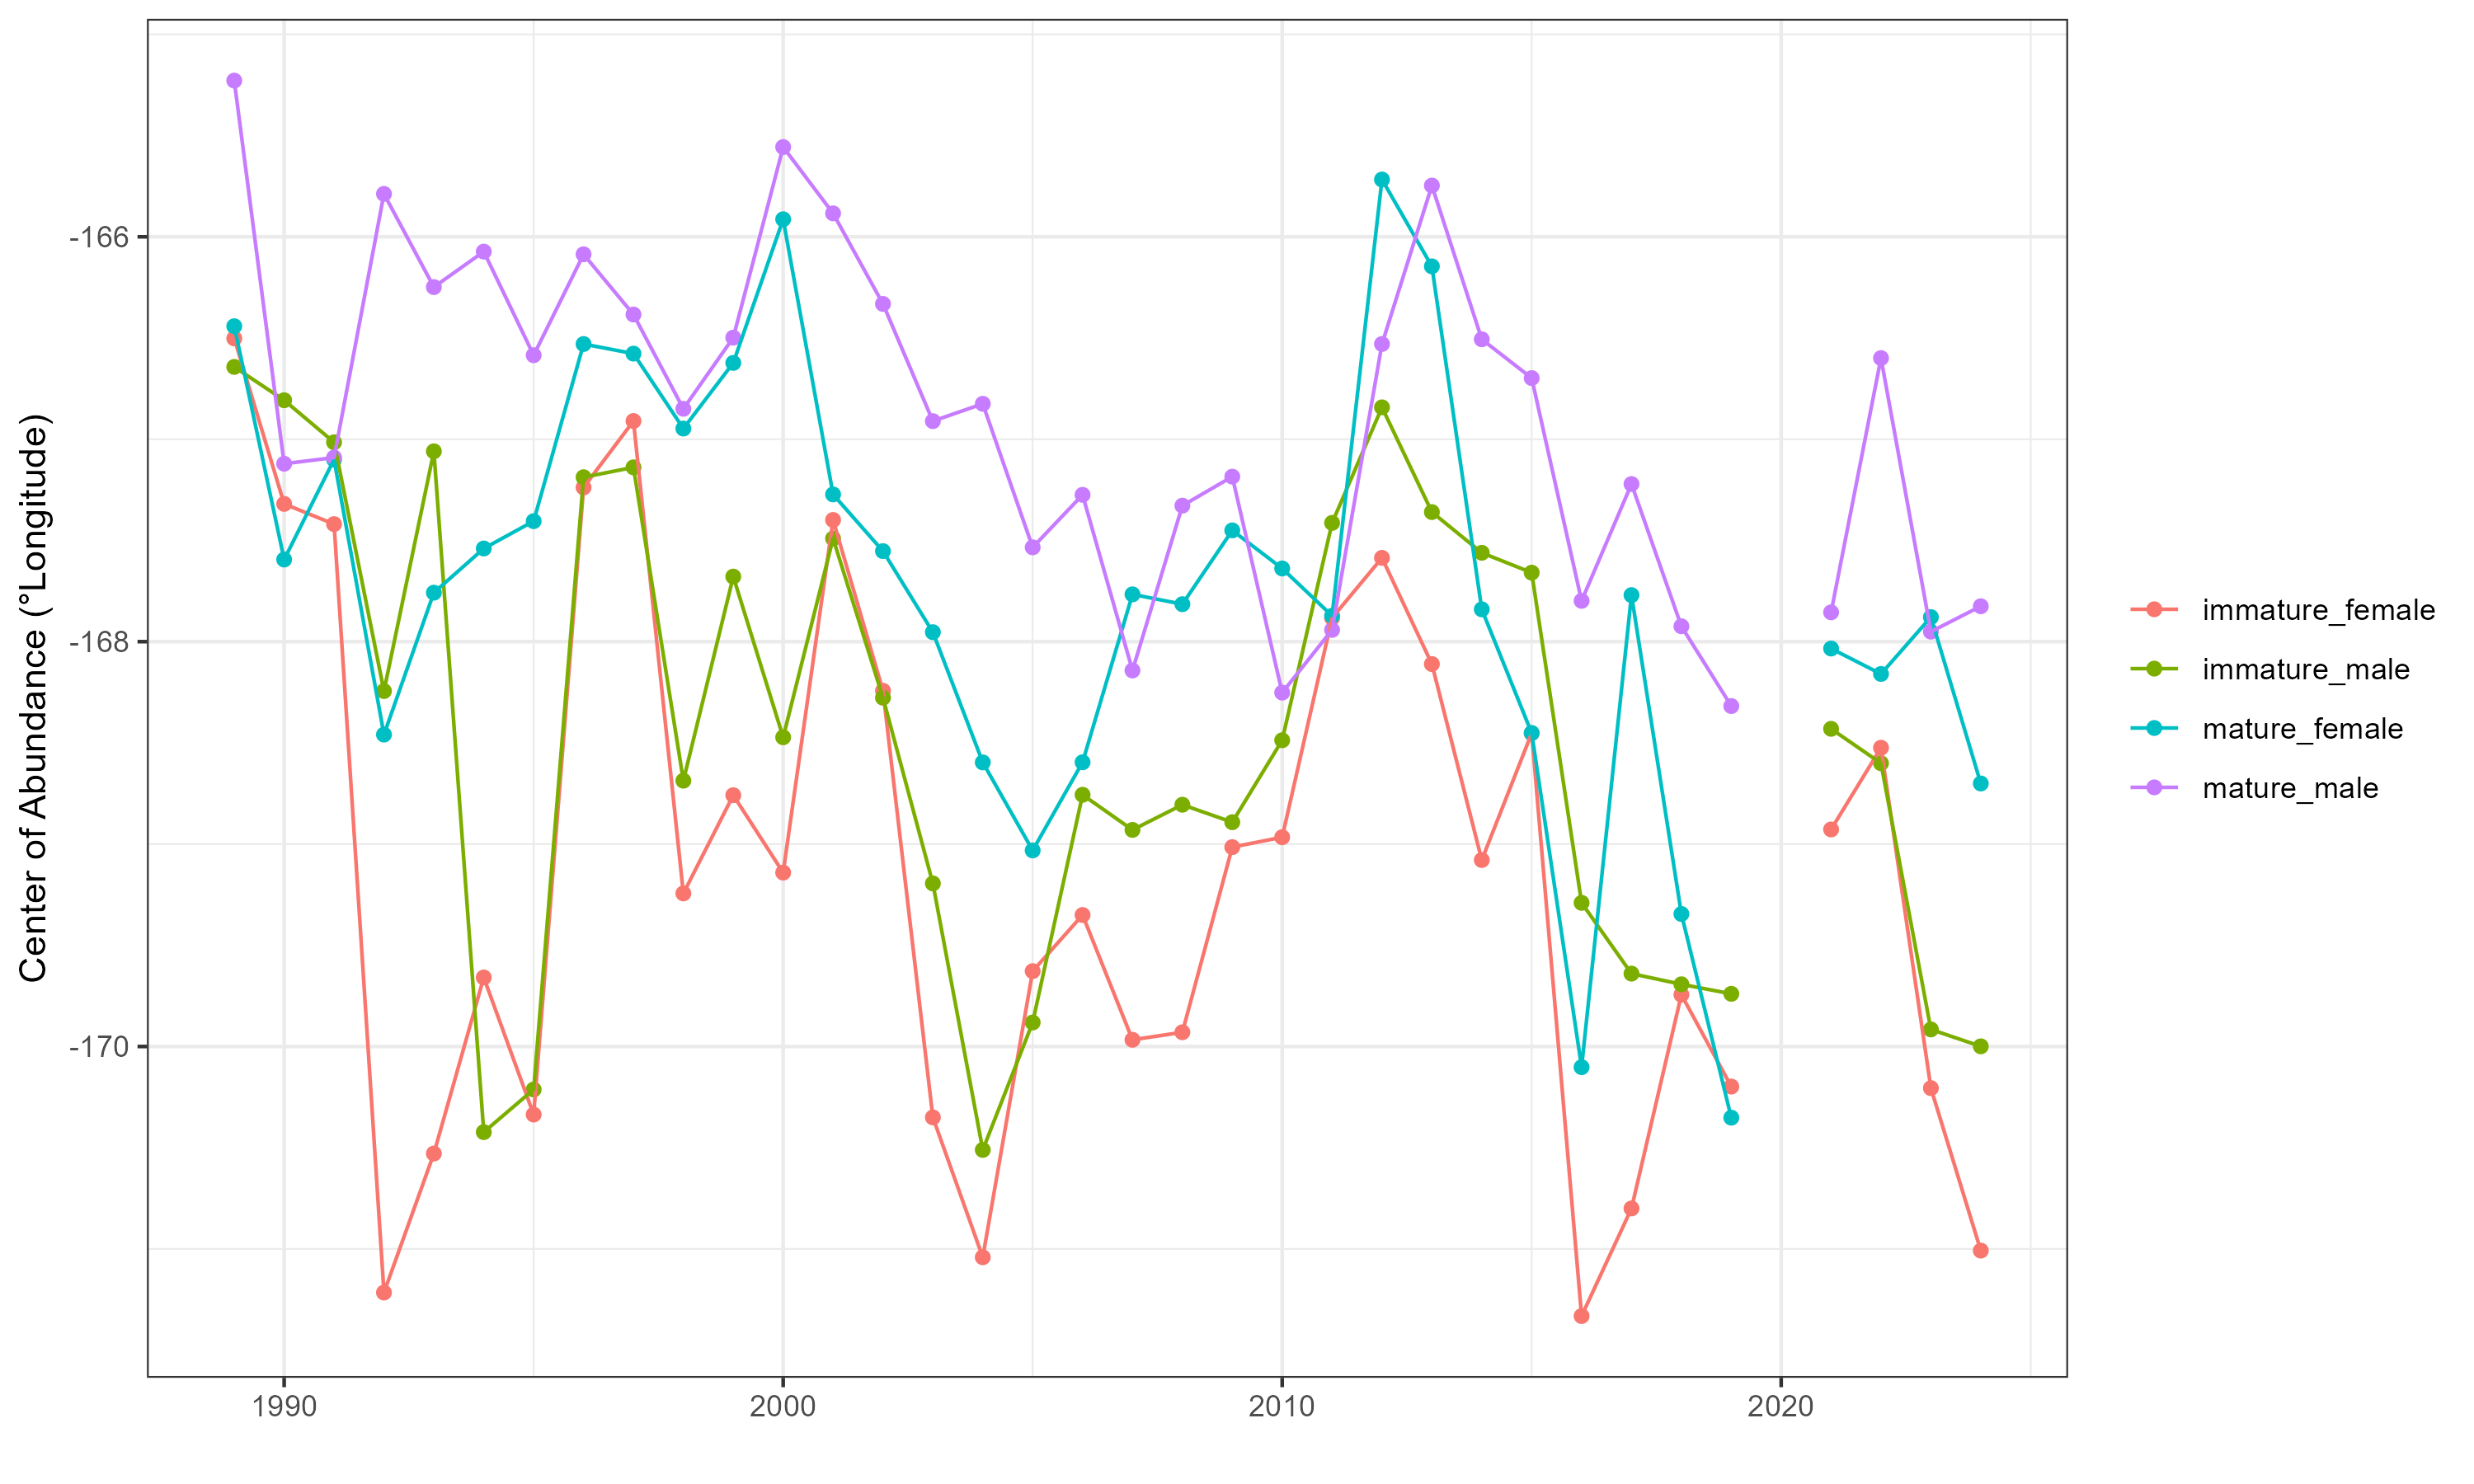 Center of Abundance (°Longitude)
-166
-168
-170
1990
2000
2010
2020
immature_female
immature_male
mature_female
mature_male